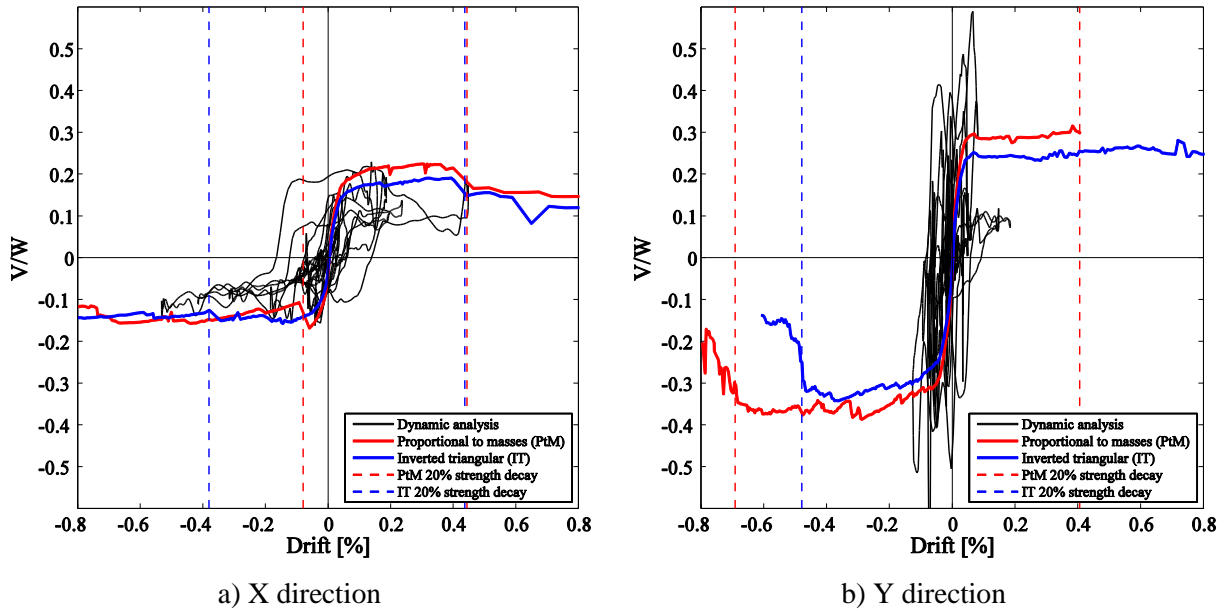 0.5
0.4
0.3
0.2
0.1
0
-0.1
-0.2
-0.3
-0.4
-0.5
V/W
-0.8 -0.6 -0.4 -0.2 0 0.2 0.4 0.6 0.8
Drift [%]
Dynamic analysis
Proportional to masses (PtM)
Inverted triangular (IT)
PtM 20% strength decay
IT 20% strength decay
a) X direction
0.5
0.4
0.3
0.2
0.1
0
-0.1
-0.2
-0.3
-0.4
-0.5
V/W
-0.8 -0.6 -0.4 -0.2 0 0.2 0.4 0.6 0.8
Drift [%]
Dynamic analysis
Proportional to masses (PtM)
Inverted triangular (IT)
PtM 20% strength decay
IT 20% strength decay
b) Y direction